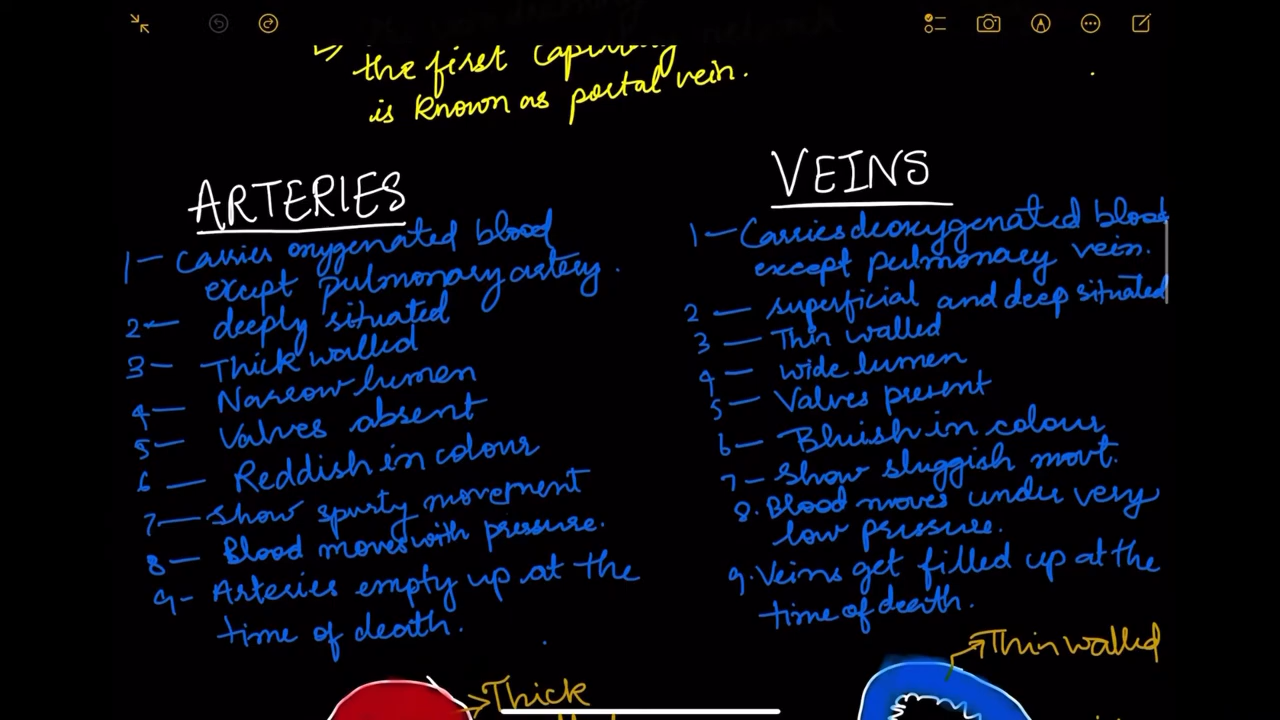 the first capillary
is known as portal vein.
ARTERIES
1- Carries oxygenated blood
except pulmonary artery.
2- deeply situated
3- Thick walled
4- Narrow lumen
5- Valves absent
6- Reddish in colour
7- Show spurty movement
8- Blood moves with pressure.
9- Arteries empty up at the
time of death.
Thick
VEINS
1- Carries deoxygenated blood
except pulmonary vein.
2- superficial and deep situated
3- Thin walled
4- wide lumen
5- Valves present
6- Bluish in colour
7- Show sluggish movt.
8. Blood moves under very
low pressure.
9. Veins get filled up at the
time of death.
Thin walled